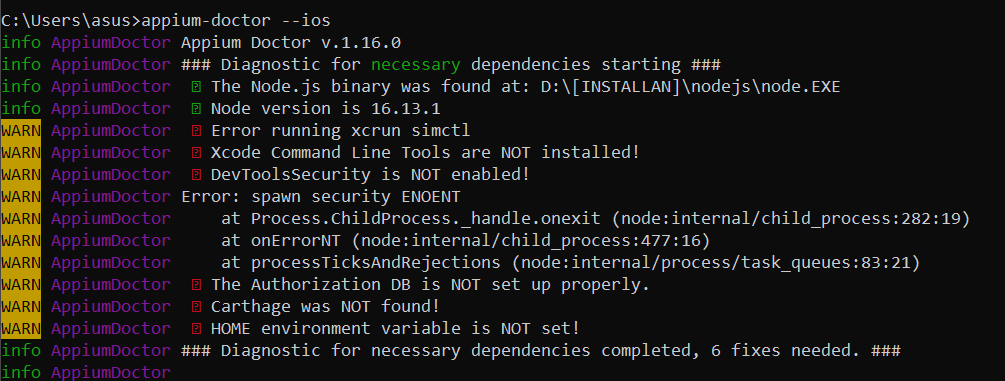 C:\Users\asus>appium-doctor --ios
info AppiumDoctor Appium Doctor v.1.16.0
info AppiumDoctor ### Diagnostic for necessary dependencies starting ###
info AppiumDoctor The Node.js binary was found at: D:\[INSTALLAN]\nodejs\node.EXE
info AppiumDoctor Node version is 16.13.1
WARN AppiumDoctor Error running xcrun simctl
WARN AppiumDoctor Xcode Command Line Tools are NOT installed!
WARN AppiumDoctor DevToolsSecurity is NOT enabled!
WARN AppiumDoctor Error: spawn security ENOENT
WARN AppiumDoctor at Process.ChildProcess._handle.onexit (node:internal/child_process:282:19)
WARN AppiumDoctor at onErrorNT (node:internal/child_process:477:16)
WARN AppiumDoctor at processTicksAndRejections (node:internal/process/task_queues:83:21)
WARN AppiumDoctor The Authorization DB is NOT set up properly.
WARN AppiumDoctor Carthage was NOT found!
WARN AppiumDoctor HOME environment variable is NOT set!
info AppiumDoctor ### Diagnostic for necessary dependencies completed, 6 fixes needed. ###
info AppiumDoctor